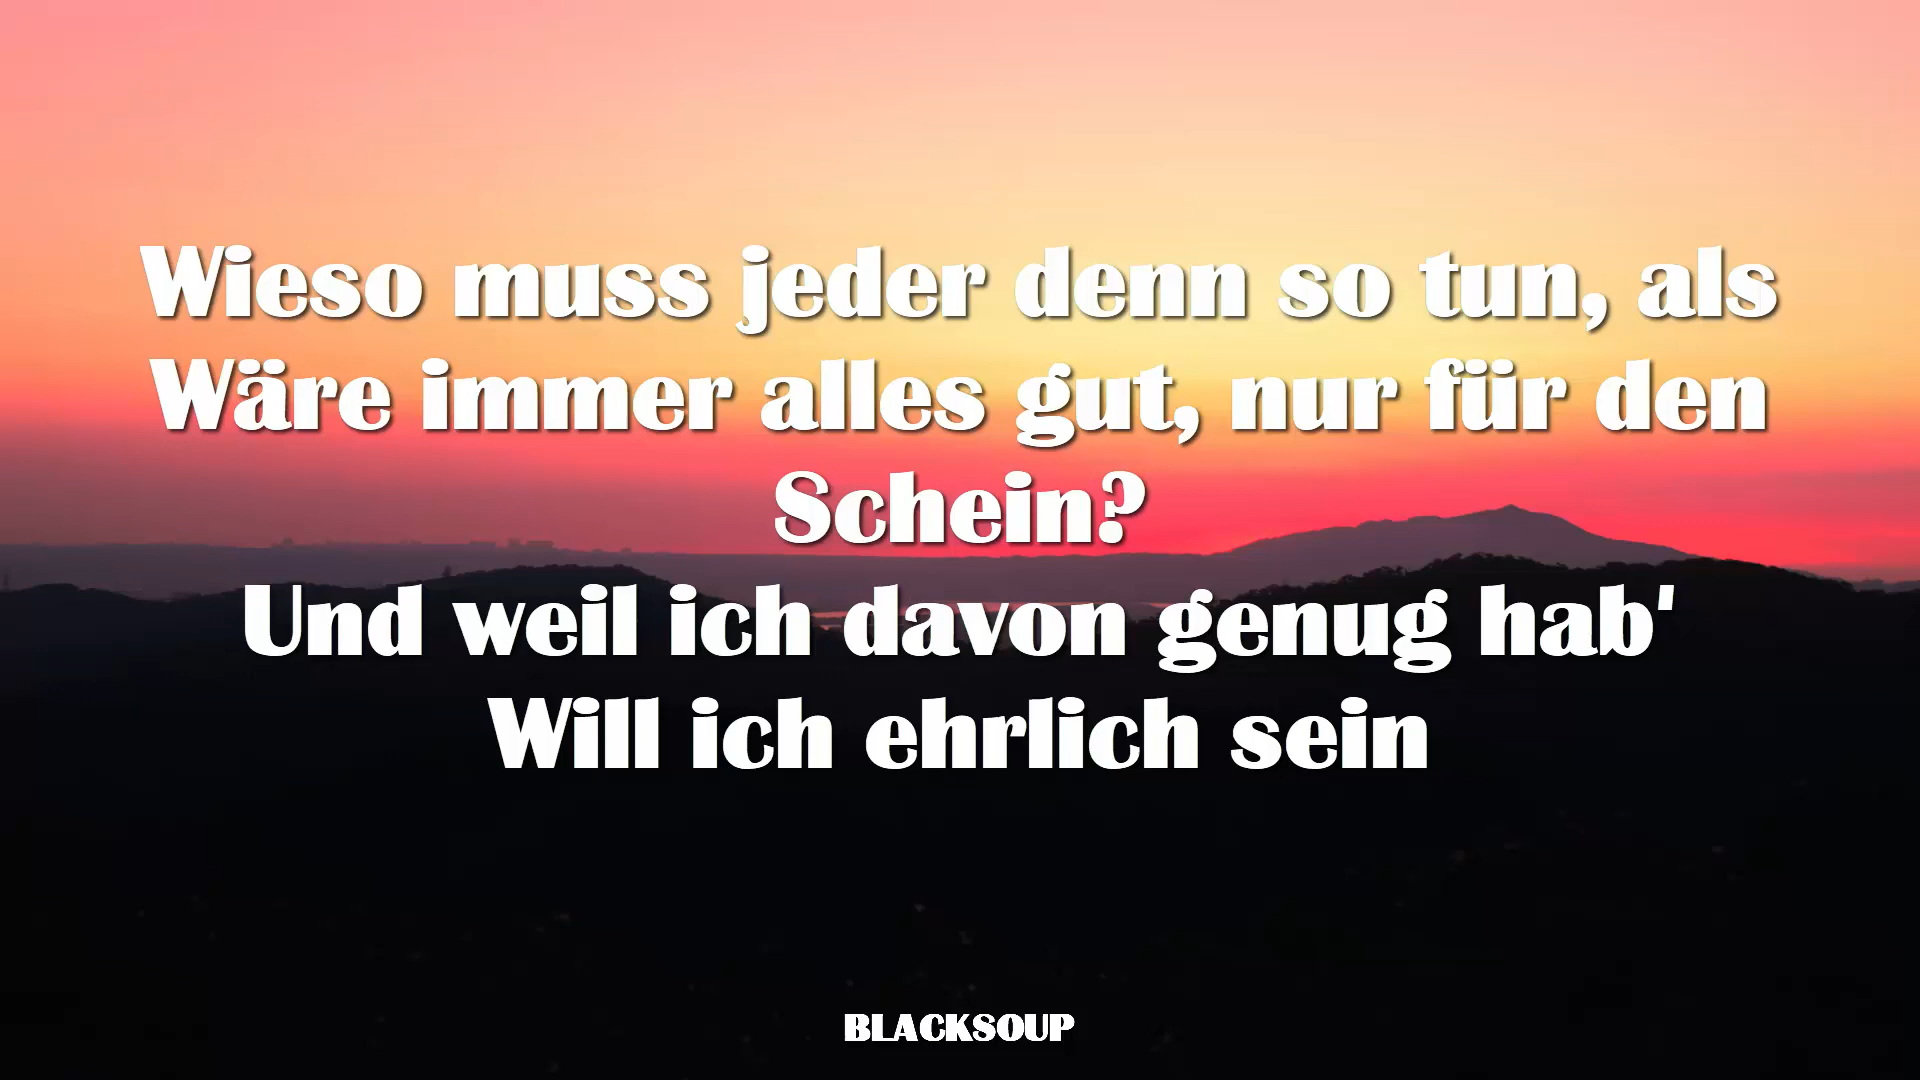 Wieso muss jeder denn so tun, als
Wäre immer alles gut, nur für den
Schein?
Und weil ich davon genug hab'
Will ich ehrlich sein
BLACKSOUP